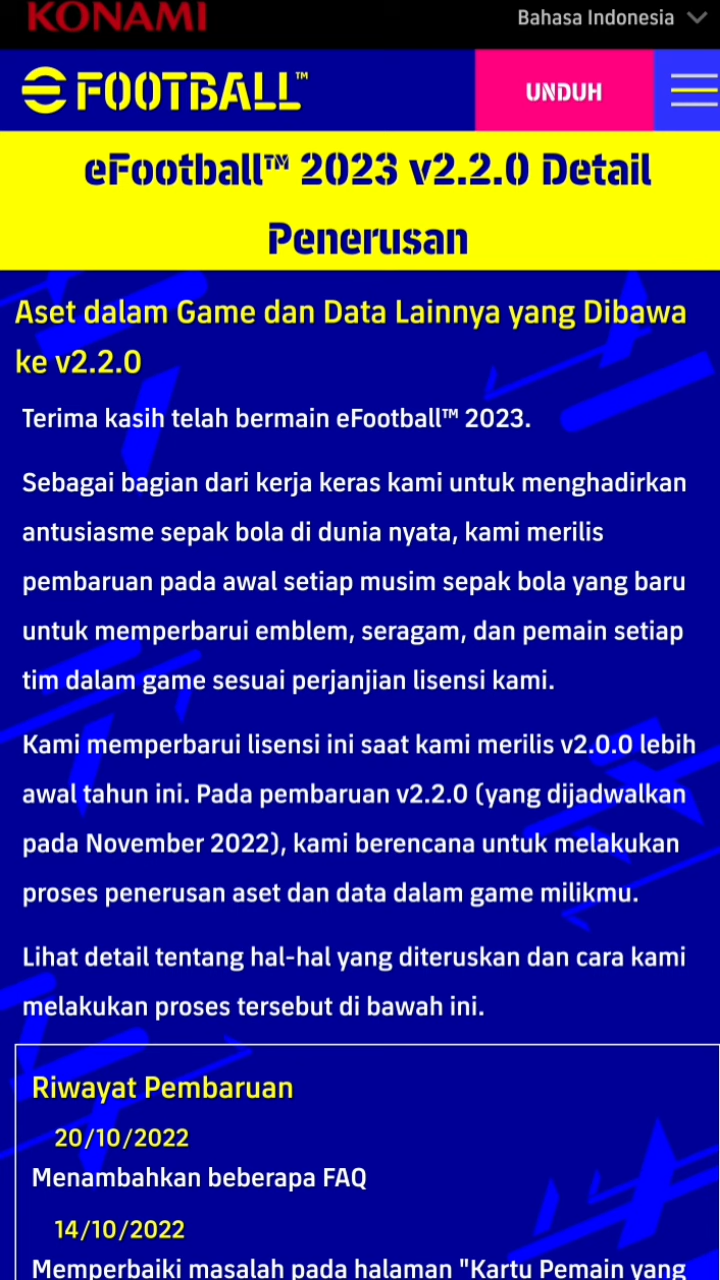 KONAMI
Bahasa Indonesia
FOOTBALL™
UNDUH
eFootball™ 2023 v2.2.0 Detail
Penerusan
Aset dalam Game dan Data Lainnya yang Dibawa
ke v2.2.0
Terima kasih telah bermain eFootball™ 2023.
Sebagai bagian dari kerja keras kami untuk menghadirkan
antusiasme sepak bola di dunia nyata, kami merilis
pembaruan pada awal setiap musim sepak bola yang baru
untuk memperbarui emblem, seragam, dan pemain setiap
tim dalam game sesuai perjanjian lisensi kami.
Kami memperbarui lisensi ini saat kami merilis v2.0.0 lebih
awal tahun ini. Pada pembaruan v2.2.0 (yang dijadwalkan
pada November 2022), kami berencana untuk melakukan
proses penerusan aset dan data dalam game milikmu.
Lihat detail tentang hal-hal yang diteruskan dan cara kami
melakukan proses tersebut di bawah ini.
Riwayat Pembaruan
20/10/2022
Menambahkan beberapa FAQ
14/10/2022
Memperbaiki masalah pada halaman "Kartu Pemain yang